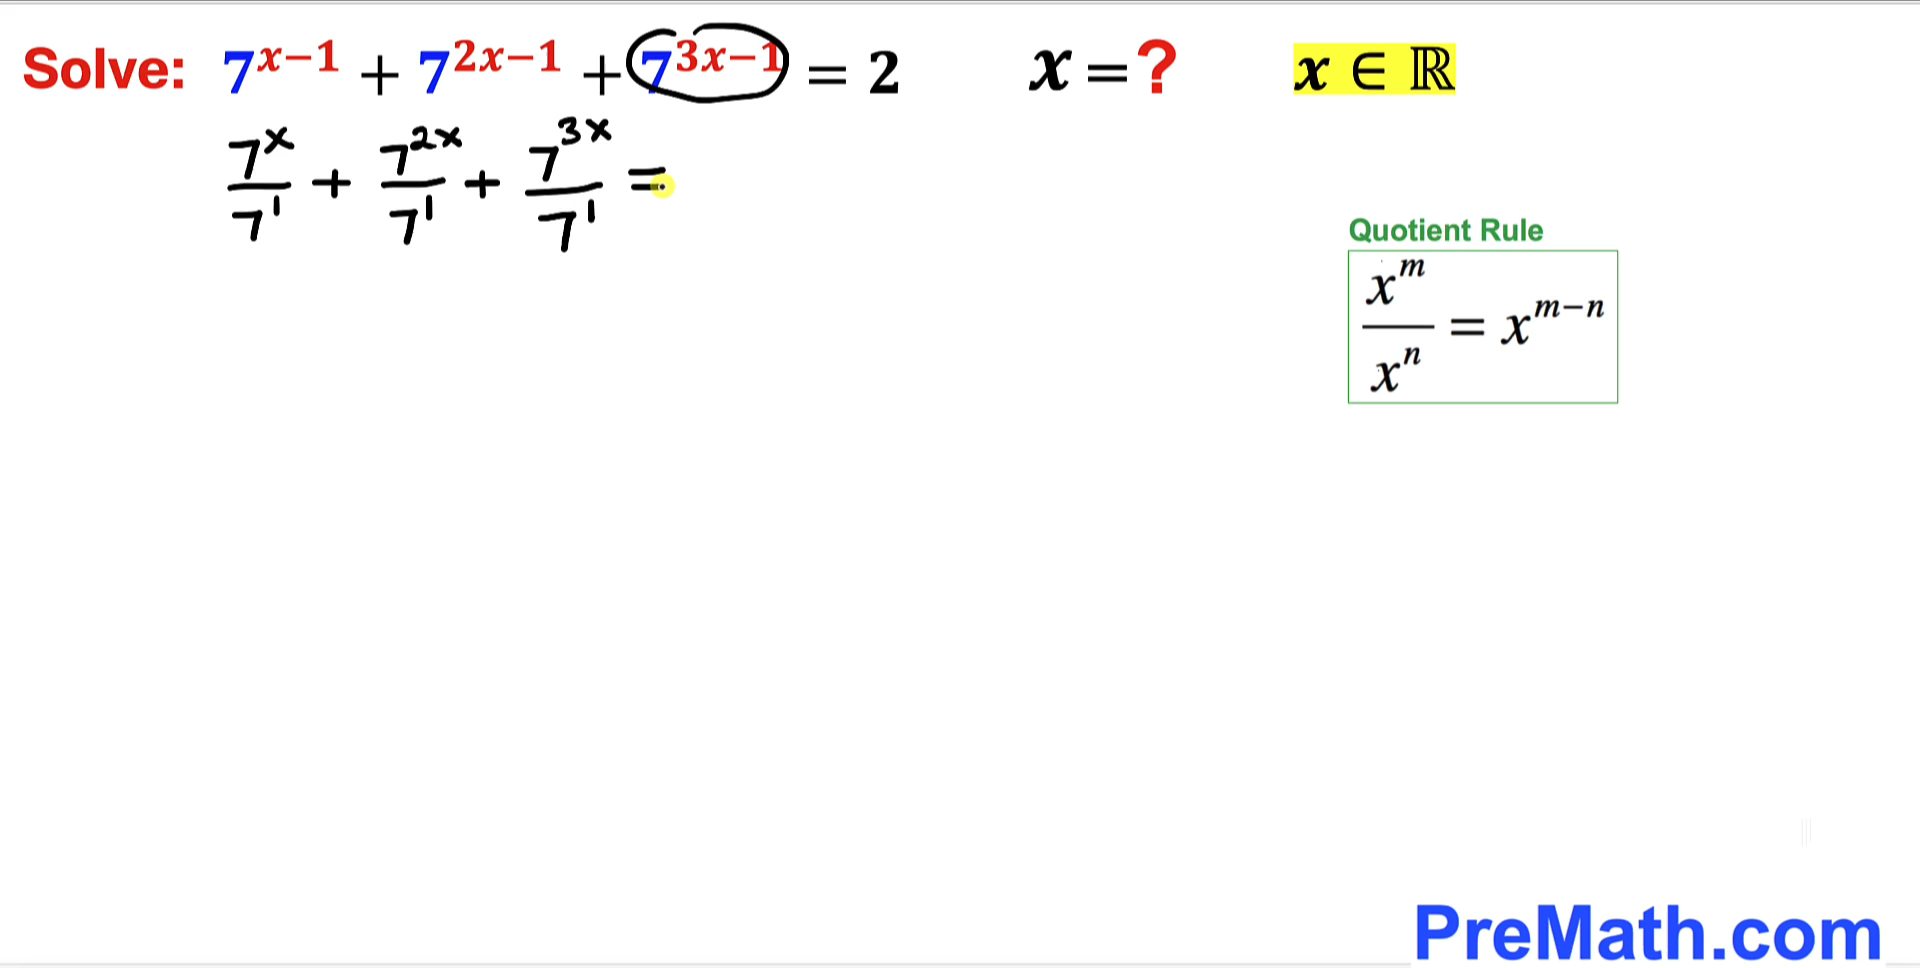 Solve: 7^{x−1} + 7^{2x−1} + 7^{3x−1} = 2 x = ? x ∈ ℝ
7^x/7^1 + 7^{2x}/7^1 + 7^{3x}/7^1 =
Quotient Rule
x^m/x^n = x^{m−n}
PreMath.com